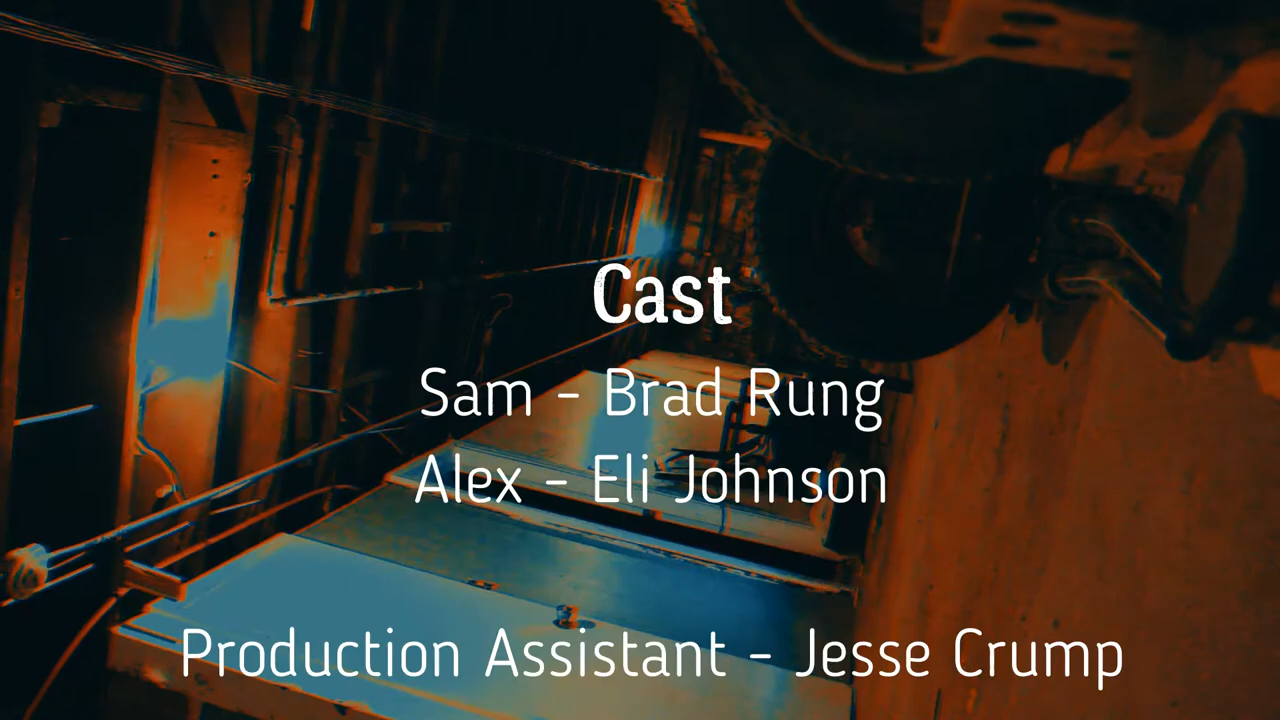 Cast
Sam - Brad Rung
Alex - Eli Johnson
Production Assistant - Jesse Crump